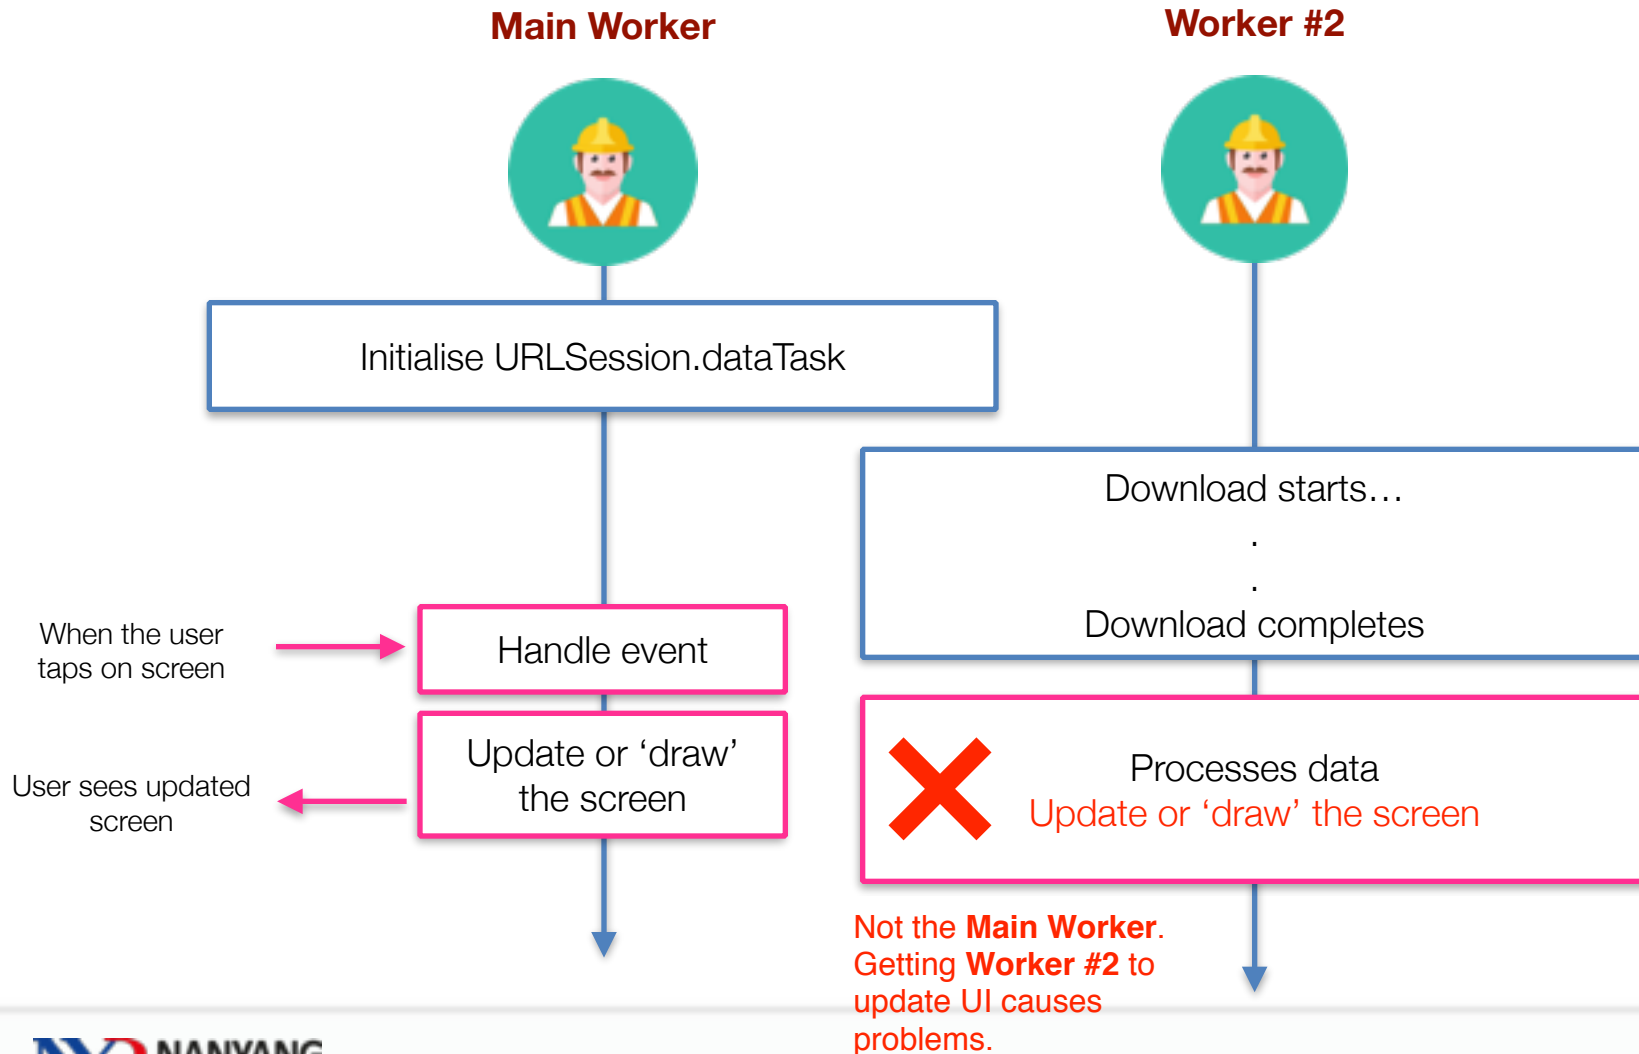 Main Worker
Worker #2
Initialise URLSession.dataTask
Download starts…
.
.
Download completes
When the user
taps on screen
Handle event
Update or ‘draw’
the screen
User sees updated
screen
Processes data
Update or ‘draw’ the screen
Not the Main Worker.
Getting Worker #2 to
update UI causes
problems.
NANYANG